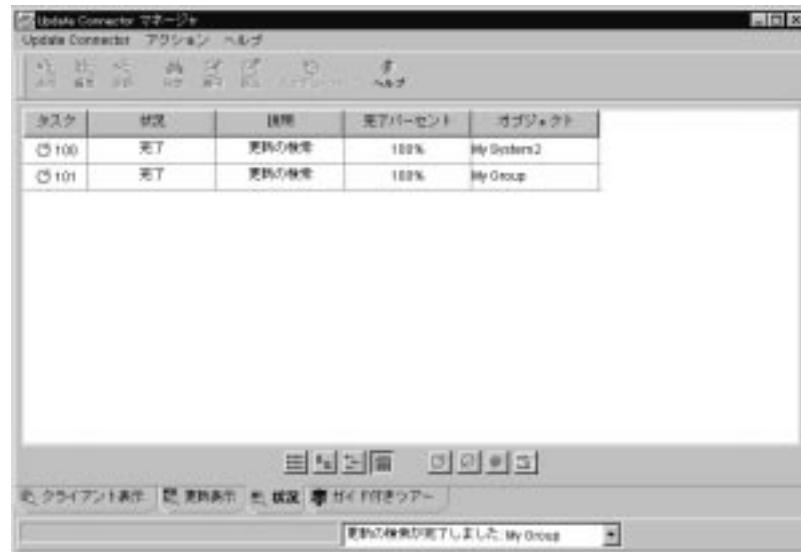 Update Connector マネージャ
Update Connector アクション ヘルプ
ヘルプ
タスク 状況 説明 完了パーセント オブジェクト
100 完了 更新の検索 100% My System2
101 完了 更新の検索 100% My Group
クライアント表示 更新表示 状況 ガイド付きツアー
更新の検索が完了しました: My Group